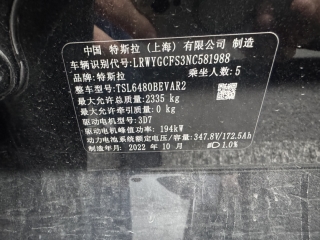 中国 特斯拉（上海）有限公司 制造
车辆识别代号:LRWYGCFS3NC581988
品牌:特斯拉 乘坐人数:5
整车型号:TSL6480BEVAR2
最大允许总质量:2335 kg
最大允许牵引质量:0 kg
驱动电机型号:3D7
驱动电机峰值功率:194kW
动力电池系统额定电压/容量:347.8V/172.5Ah
制造年月:2022 年 10 月 1.0%